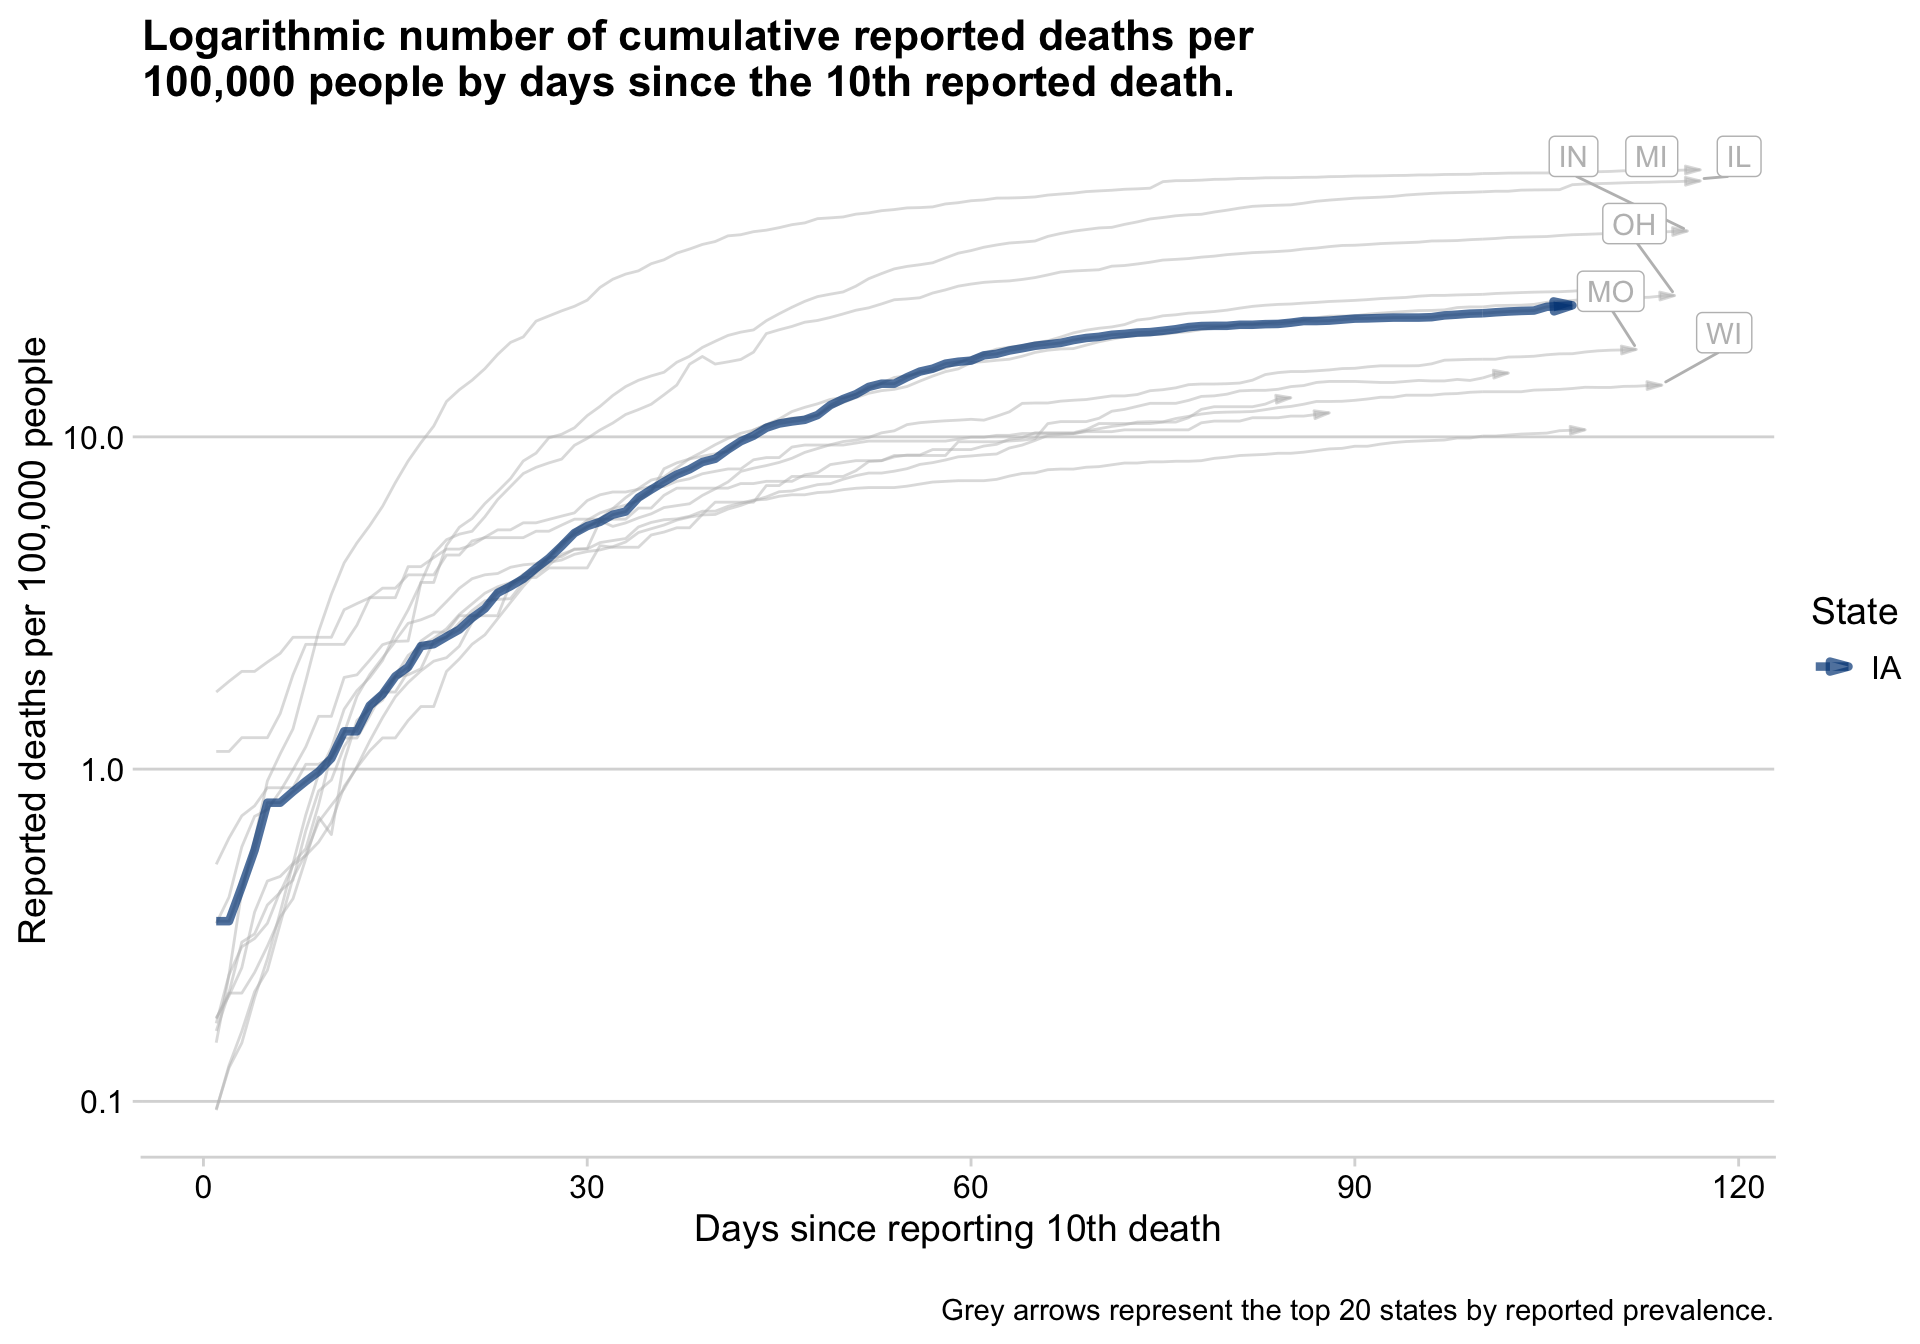 Logarithmic number of cumulative reported deaths per
100,000 people by days since the 10th reported death.
IN
MI
IL
OH
MO
WI
Reported deaths per 100,000 people
10.0
1.0
0.1
State
IA
0
30
60
90
120
Days since reporting 10th death
Grey arrows represent the top 20 states by reported prevalence.